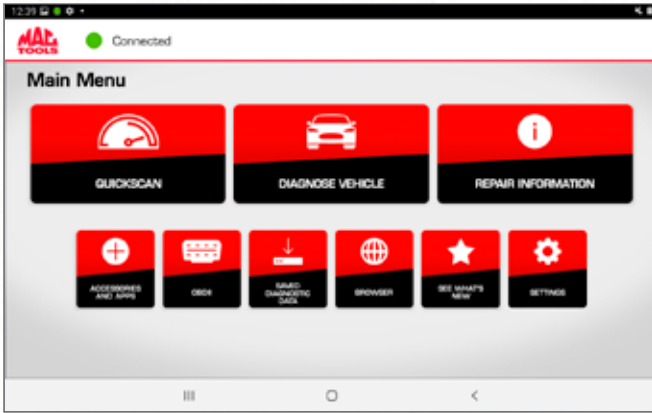 12:39
MAC
TOOLS
Connected
Main Menu
QUICKSCAN
DIAGNOSE VEHICLE
REPAIR INFORMATION
ACCESSORIES
AND APPS
OBDII
SAVED
DIAGNOSTIC
DATA
BROWSER
SEE WHAT'S
NEW
SETTINGS